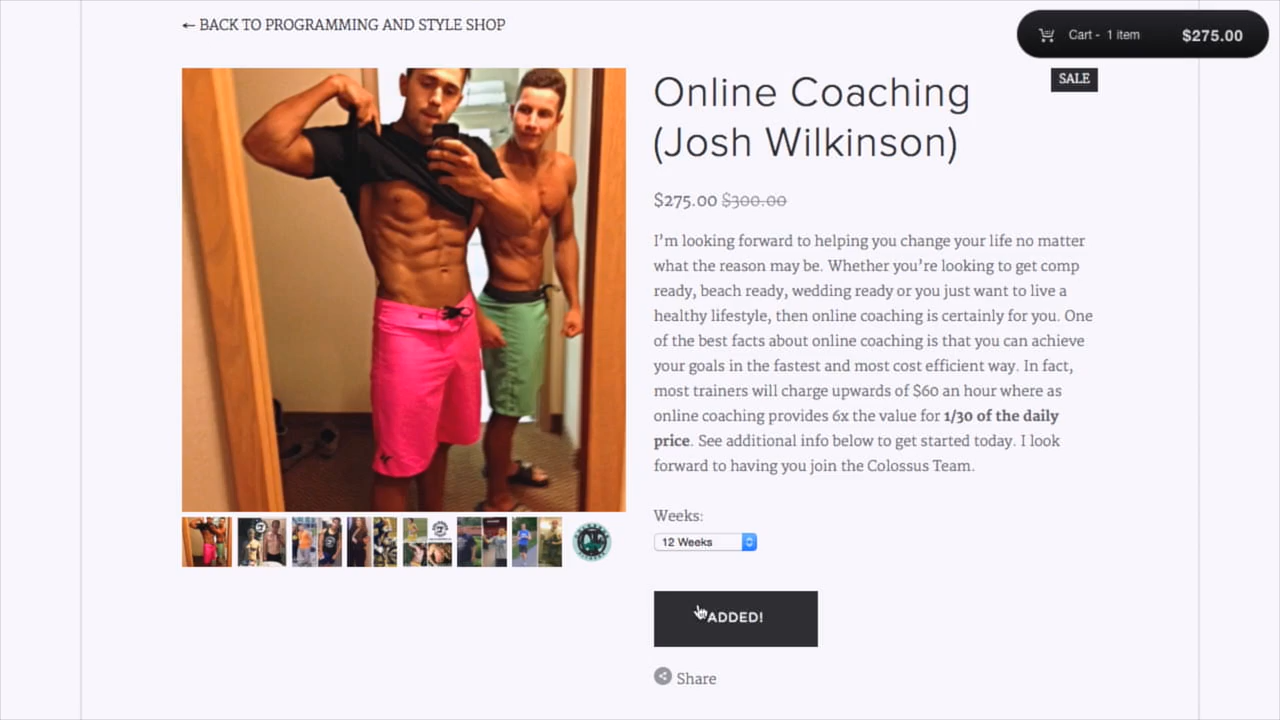 ← BACK TO PROGRAMMING AND STYLE SHOP
Cart - 1 item $275.00
SALE
Online Coaching
(Josh Wilkinson)
$275.00 $300.00
I’m looking forward to helping you change your life no matter
what the reason may be. Whether you’re looking to get comp
ready, beach ready, wedding ready or you just want to live a
healthy lifestyle, then online coaching is certainly for you. One
of the best facts about online coaching is that you can achieve
your goals in the fastest and most cost efficient way. In fact,
most trainers will charge upwards of $60 an hour where as
online coaching provides 6x the value for 1/30 of the daily
price. See additional info below to get started today. I look
forward to having you join the Colossus Team.
Weeks:
12 Weeks
ADDED!
Share